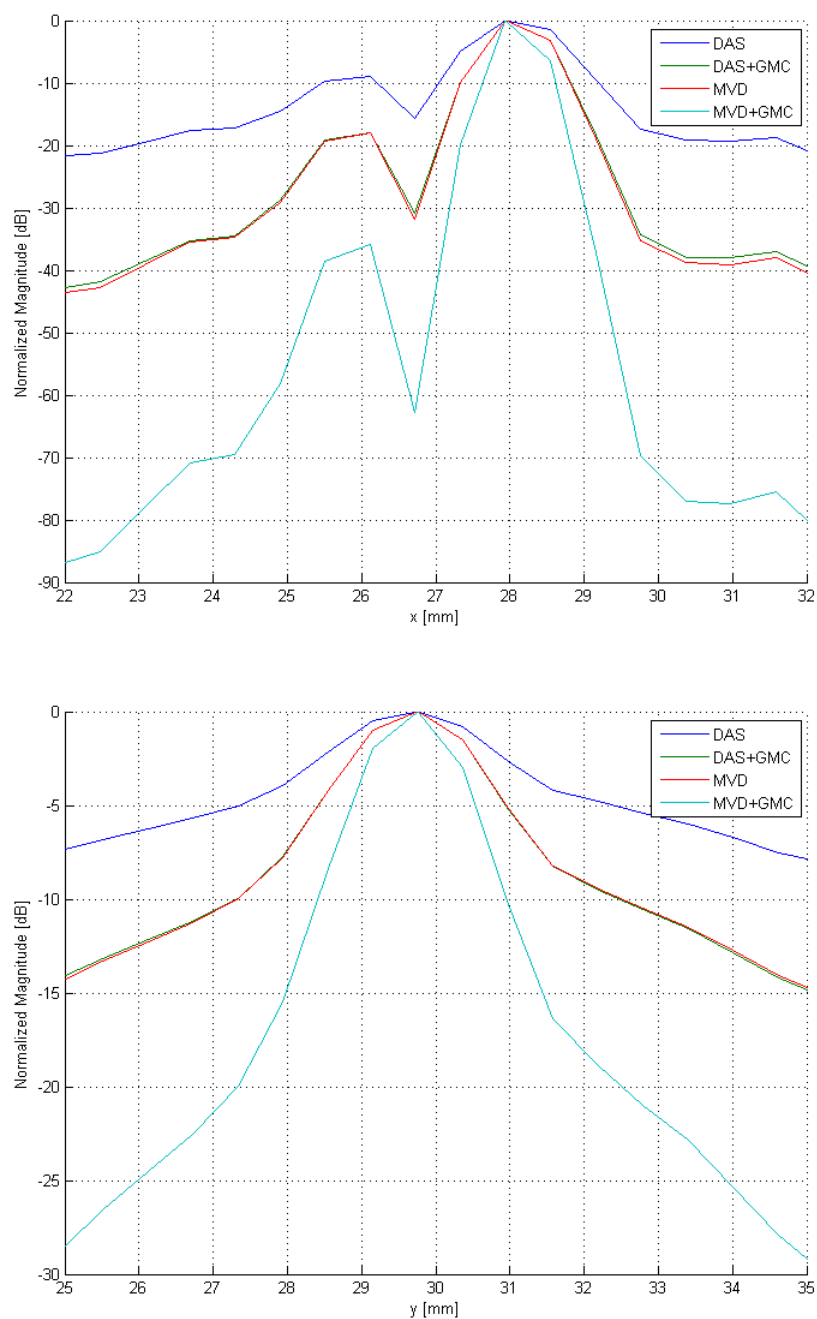 0
-10
-20
-30
-40
-50
-60
-70
-80
-90
Normalized Magnitude [dB]
DAS
DAS+GMC
MVD
MVD+GMC
22 23 24 25 26 27 28 29 30 31 32
x [mm]
0
-5
-10
-15
-20
-25
-30
Normalized Magnitude [dB]
DAS
DAS+GMC
MVD
MVD+GMC
25 26 27 28 29 30 31 32 33 34 35
y [mm]